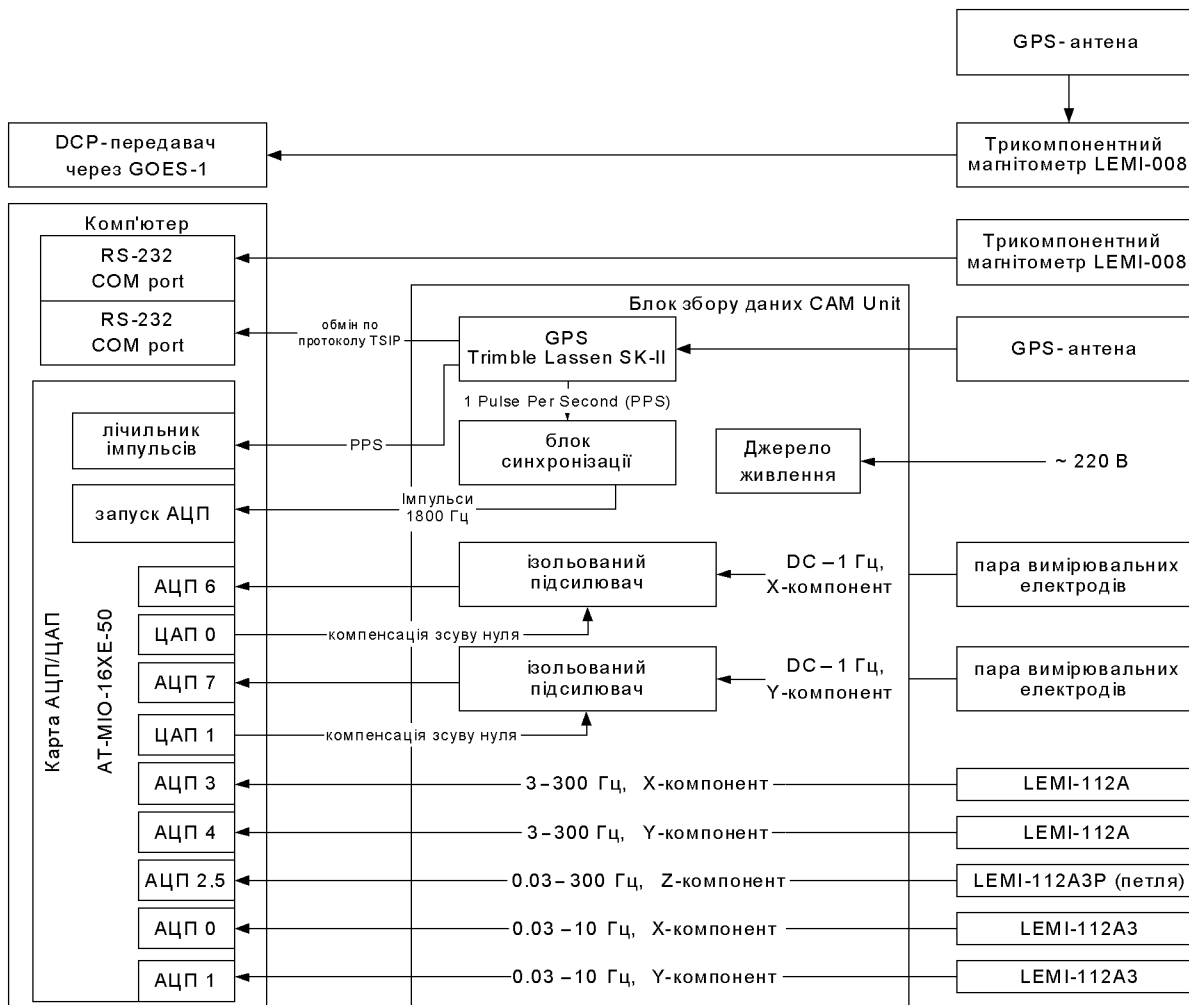 GPS-антена
DCP-передавач
через GOES-1
Трикомпонентний
магнітометр LEMI-008
Комп'ютер
RS-232
COM port
Трикомпонентний
магнітометр LEMI-008
Блок збору даних CAM Unit
RS-232
COM port
обмін по
протоколу TSIP
GPS
Trimble Lassen SK-II
GPS-антена
1 Pulse Per Second (PPS)
лічильник
імпульсів
PPS
блок
синхронізації
Джерело
живлення
~ 220 В
запуск АЦП
Імпульси
1800 Гц
Карта АЦП/ЦАП
AT-MIO-16XE-50
АЦП 6
ізольований
підсилювач
DC – 1 Гц,
X-компонент
пара вимірювальних
електродів
ЦАП 0
компенсація зсуву нуля
АЦП 7
ізольований
підсилювач
DC – 1 Гц,
Y-компонент
пара вимірювальних
електродів
ЦАП 1
компенсація зсуву нуля
АЦП 3
3–300 Гц, X-компонент
LEMI-112A
АЦП 4
3–300 Гц, Y-компонент
LEMI-112A
АЦП 2.5
0.03–300 Гц, Z-компонент
LEMI-112A3P (петля)
АЦП 0
0.03–10 Гц, X-компонент
LEMI-112A3
АЦП 1
0.03–10 Гц, Y-компонент
LEMI-112A3